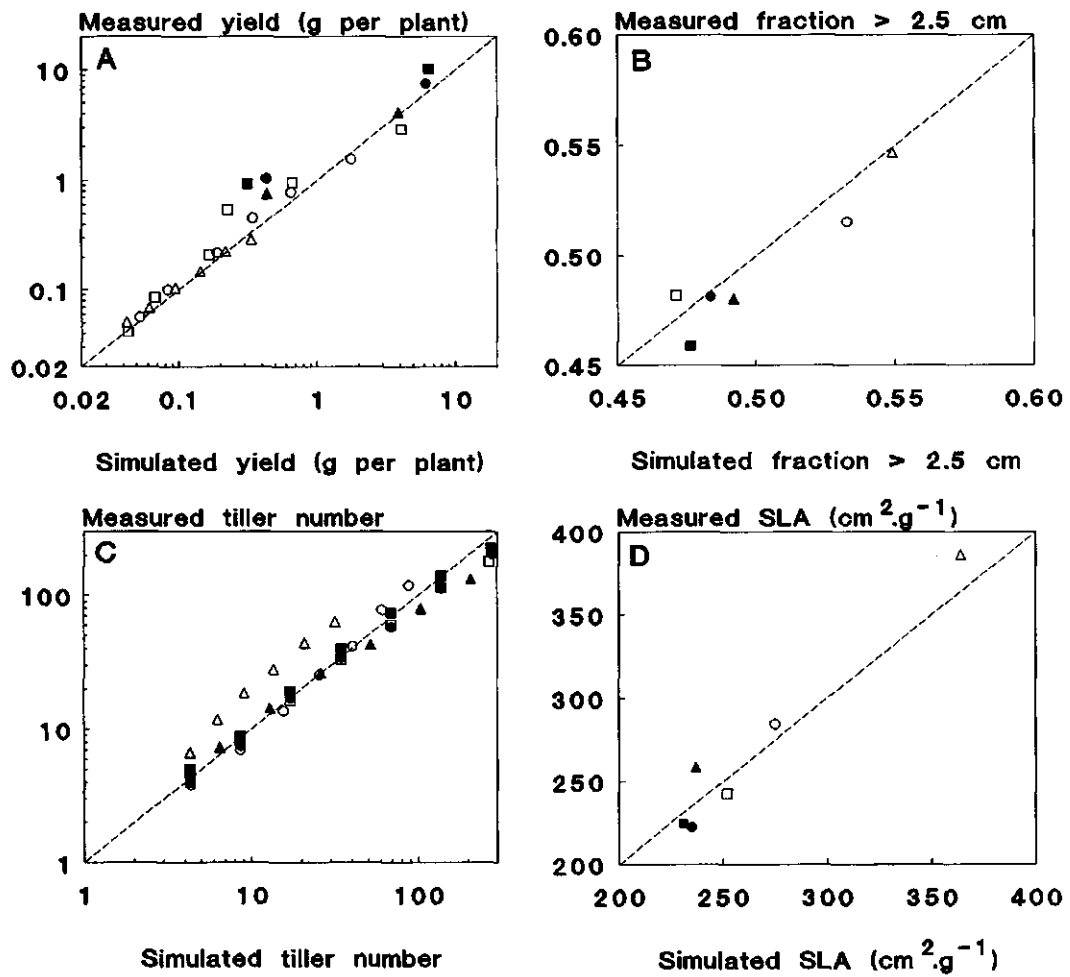 Measured yield (g per plant)
A
10
1
0.1
0.02
0.02 0.1 1 10
Simulated yield (g per plant)
Measured fraction > 2.5 cm
0.60
B
0.55
0.50
0.45
0.45 0.50 0.55 0.60
Simulated fraction > 2.5 cm
Measured tiller number
C
100
10
1
1 10 100
Simulated tiller number
Measured SLA (cm².g⁻¹)
400
D
350
300
250
200
200 250 300 350 400
Simulated SLA (cm².g⁻¹)